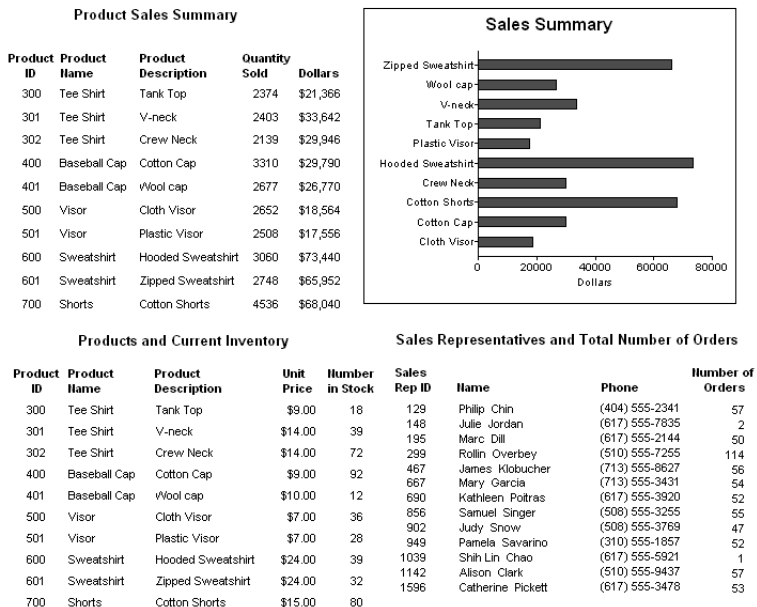 Product Sales Summary
Product Product Product Quantity
ID Name Description Sold Dollars
300 Tee Shirt Tank Top 2374 $21,366
301 Tee Shirt V-neck 2403 $33,642
302 Tee Shirt Crew Neck 2139 $29,946
400 Baseball Cap Cotton Cap 3310 $29,790
401 Baseball Cap Wool cap 2677 $26,770
500 Visor Cloth Visor 2652 $18,564
501 Visor Plastic Visor 2508 $17,556
600 Sweatshirt Hooded Sweatshirt 3060 $73,440
601 Sweatshirt Zipped Sweatshirt 2748 $65,952
700 Shorts Cotton Shorts 4536 $68,040
Sales Summary
Zipped Sweatshirt
Wool cap
V-neck
Tank Top
Plastic Visor
Hooded Sweatshirt
Crew Neck
Cotton Shorts
Cotton Cap
Cloth Visor
0 20000 40000 60000 80000
Dollars
Products and Current Inventory
Product Product Product Unit Number
ID Name Description Price in Stock
300 Tee Shirt Tank Top $9.00 18
301 Tee Shirt V-neck $14.00 39
302 Tee Shirt Crew Neck $14.00 72
400 Baseball Cap Cotton Cap $9.00 92
401 Baseball Cap Wool cap $10.00 12
500 Visor Cloth Visor $7.00 36
501 Visor Plastic Visor $7.00 28
600 Sweatshirt Hooded Sweatshirt $24.00 39
601 Sweatshirt Zipped Sweatshirt $24.00 32
700 Shorts Cotton Shorts $15.00 80
Sales Representatives and Total Number of Orders
Sales Number of
Rep ID Name Phone Orders
129 Philip Chin (404) 555-2341 57
148 Julie Jordan (617) 555-7835 2
195 Marc Dill (617) 555-2144 50
299 Rollin Overbey (510) 555-7255 114
467 James Klobucher (713) 555-8627 56
667 Mary Garcia (713) 555-3431 54
690 Kathleen Poitras (617) 555-3920 52
856 Samuel Singer (508) 555-3255 55
902 Judy Snow (508) 555-3769 47
949 Pamela Savarino (310) 555-1857 52
1039 Shih Lin Chao (617) 555-5921 1
1142 Alison Clark (510) 555-9437 57
1596 Catherine Pickett (617) 555-3478 53